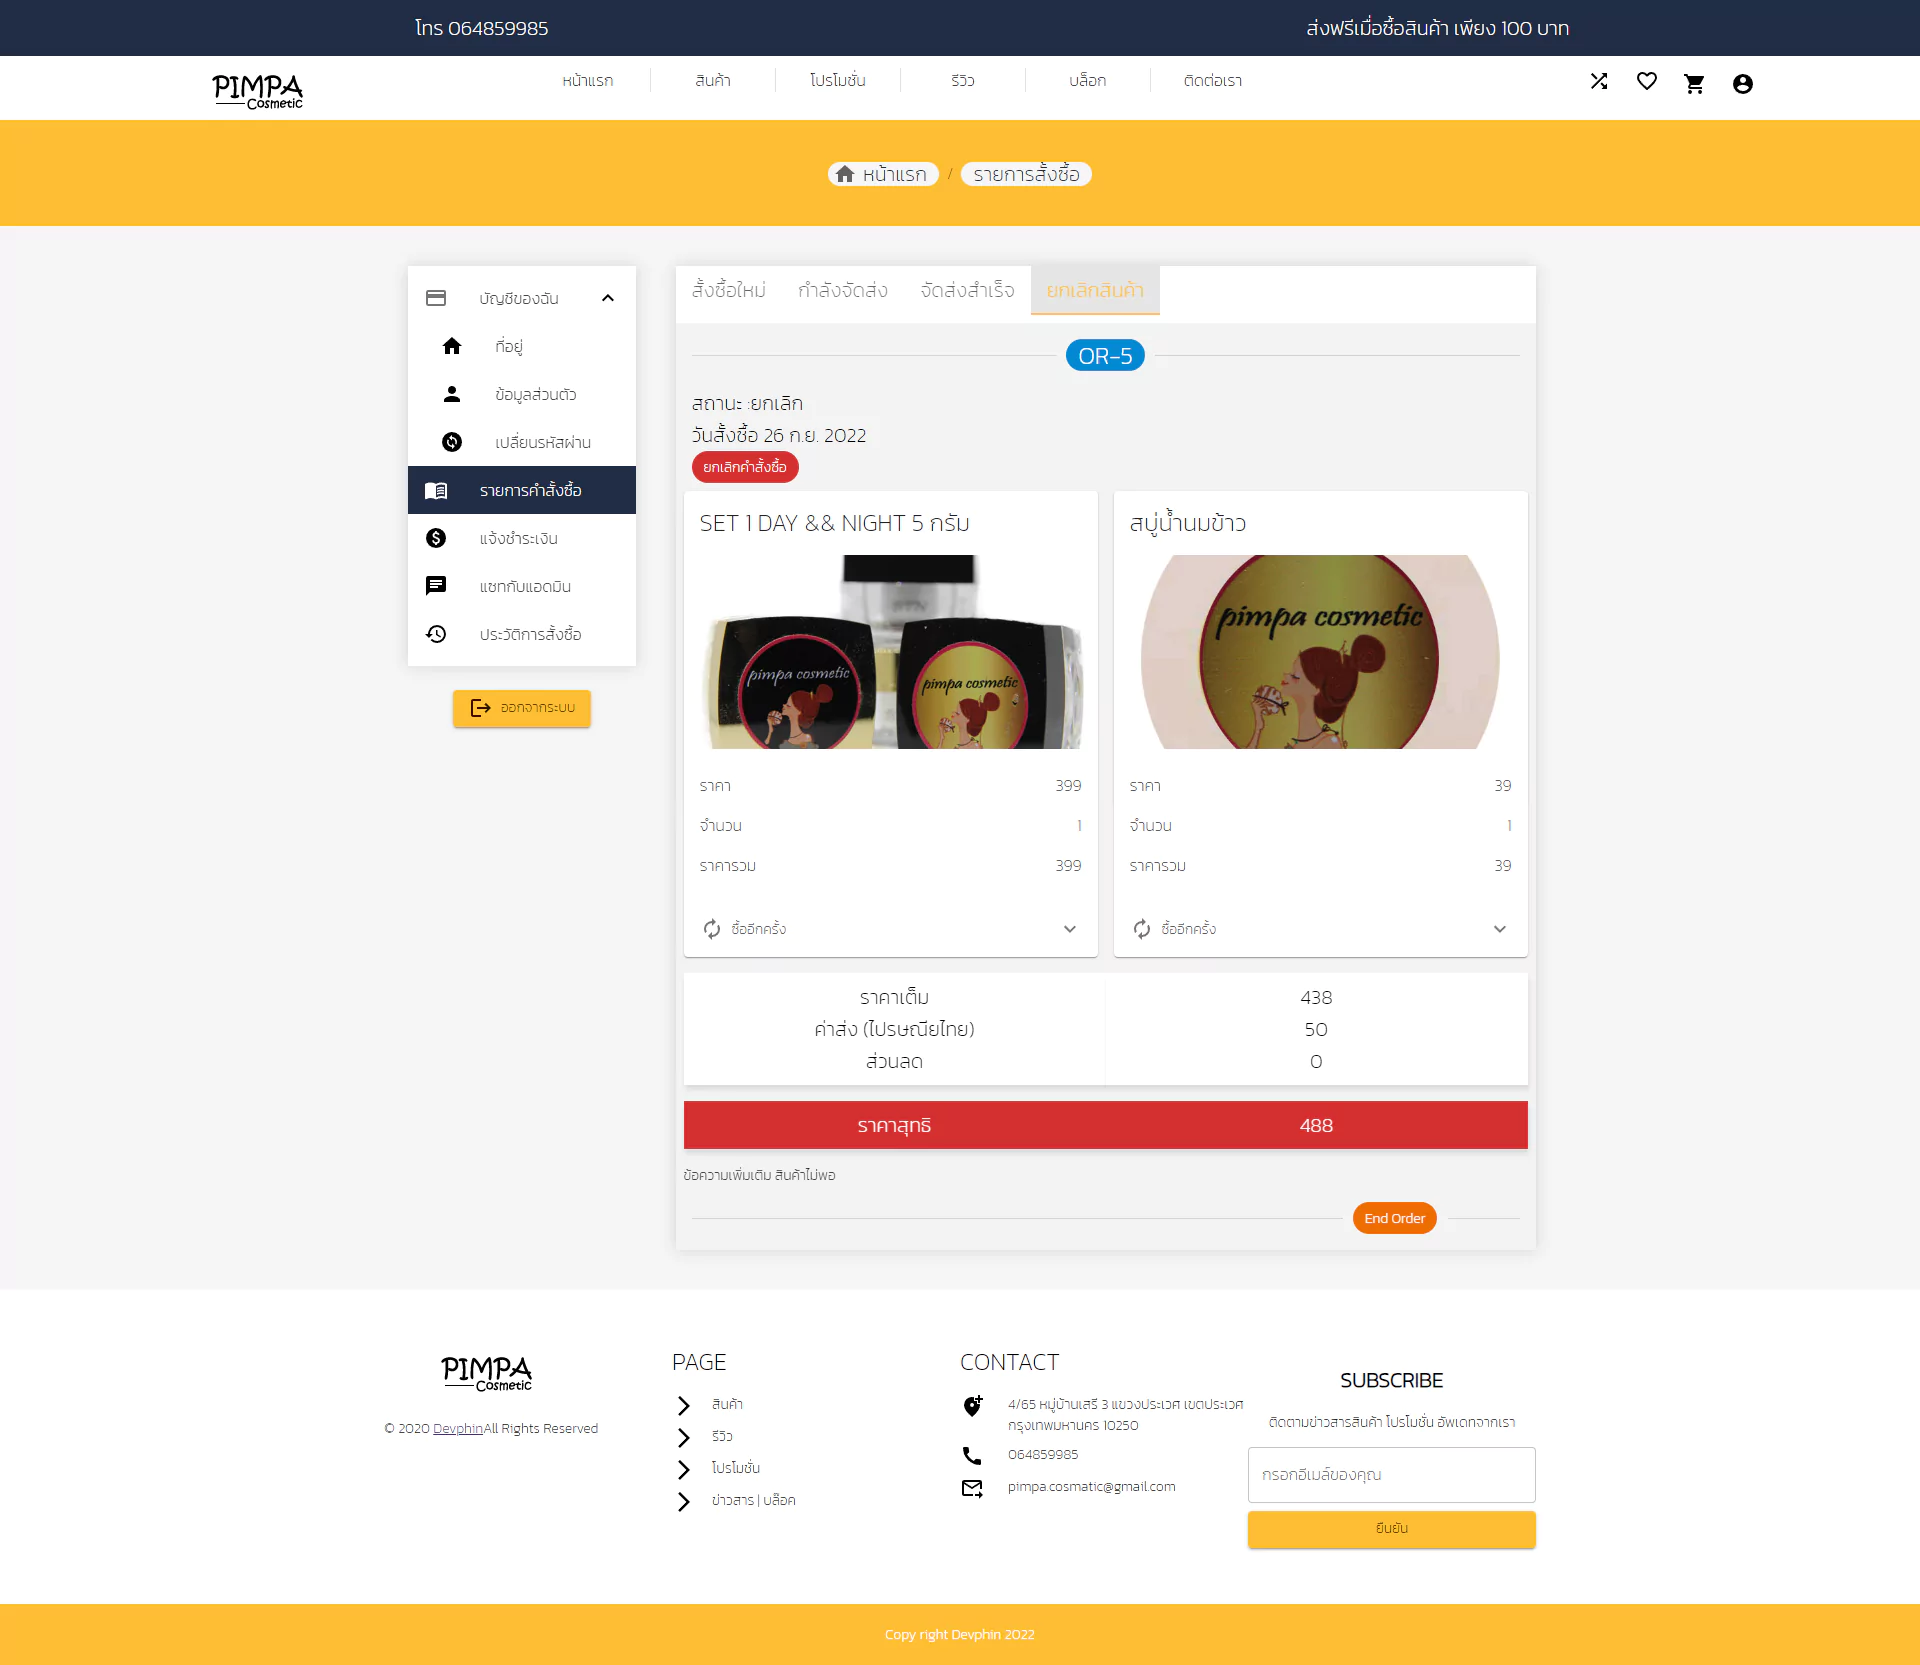 โทร 064859985
ส่งฟรีเมื่อซื้อสินค้า เพียง 100 บาท
PIMPA
Cosmetic
หน้าแรก
สินค้า
โปรโมชั่น
รีวิว
บล็อก
ติดต่อเรา
หน้าแรก / รายการสั่งซื้อ
บัญชีของฉัน
ที่อยู่
ข้อมูลส่วนตัว
เปลี่ยนรหัสผ่าน
รายการคำสั่งซื้อ
แจ้งชำระเงิน
แชทกับแอดมิน
ประวัติการสั่งซื้อ
ออกจากระบบ
สั่งซื้อใหม่
กำลังจัดส่ง
จัดส่งสำเร็จ
ยกเลิกสินค้า
OR-5
สถานะ :ยกเลิก
วันสั่งซื้อ 26 ก.ย. 2022
ยกเลิกคำสั่งซื้อ
SET 1 DAY && NIGHT 5 กรัม
pimpa cosmetic
pimpa cosmetic
ราคา 399
จำนวน 1
ราคารวม 399
ซื้ออีกครั้ง
สบู่น้ำนมข้าว
pimpa cosmetic
ราคา 39
จำนวน 1
ราคารวม 39
ซื้ออีกครั้ง
ราคาเต็ม 438
ค่าส่ง (ไปรษณียไทย) 50
ส่วนลด 0
ราคาสุทธิ 488
ข้อความเพิ่มเติม สินค้าไม่พอ
End Order
PIMPA
Cosmetic
© 2020 DevphinAll Rights Reserved
PAGE
สินค้า
รีวิว
โปรโมชั่น
ข่าวสาร | บล๊อค
CONTACT
4/65 หมู่บ้านเสรี 3 แขวงประเวศ เขตประเวศ
กรุงเทพมหานคร 10250
064859985
pimpa.cosmatic@gmail.com
SUBSCRIBE
ติดตามข่าวสารสินค้า โปรโมชั่น อัพเดทจากเรา
กรอกอีเมล์ของคุณ
ยืนยัน
Copy right Devphin 2022